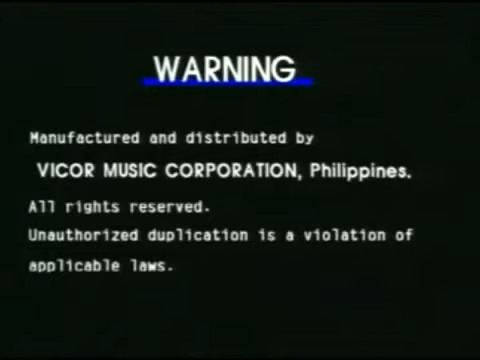 WARNING
Manufactured and distributed by
VICOR MUSIC CORPORATION, Philippines.
All rights reserved.
Unauthorized duplication is a violation of
applicable laws.